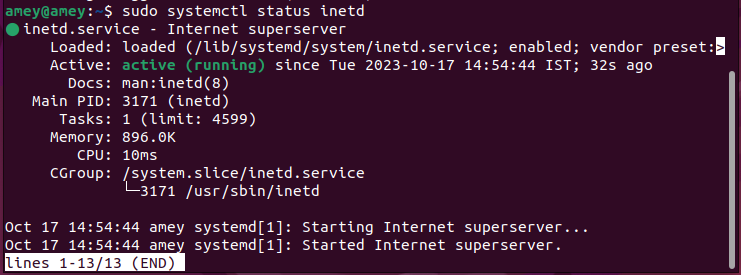 amey@amey:~$ sudo systemctl status inetd
● inetd.service - Internet superserver
     Loaded: loaded (/lib/systemd/system/inetd.service; enabled; vendor preset:>
     Active: active (running) since Tue 2023-10-17 14:54:44 IST; 32s ago
       Docs: man:inetd(8)
   Main PID: 3171 (inetd)
      Tasks: 1 (limit: 4599)
     Memory: 896.0K
        CPU: 10ms
     CGroup: /system.slice/inetd.service
             └─3171 /usr/sbin/inetd
Oct 17 14:54:44 amey systemd[1]: Starting Internet superserver...
Oct 17 14:54:44 amey systemd[1]: Started Internet superserver.
lines 1-13/13 (END)